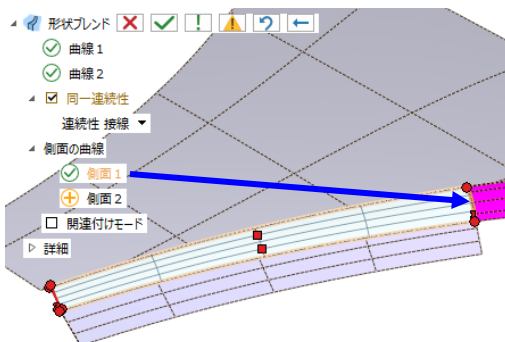 形状ブレンド
曲線 1
曲線 2
同一連続性
連続性 接線
側面の曲線
側面 1
側面 2
関連付けモード
詳細